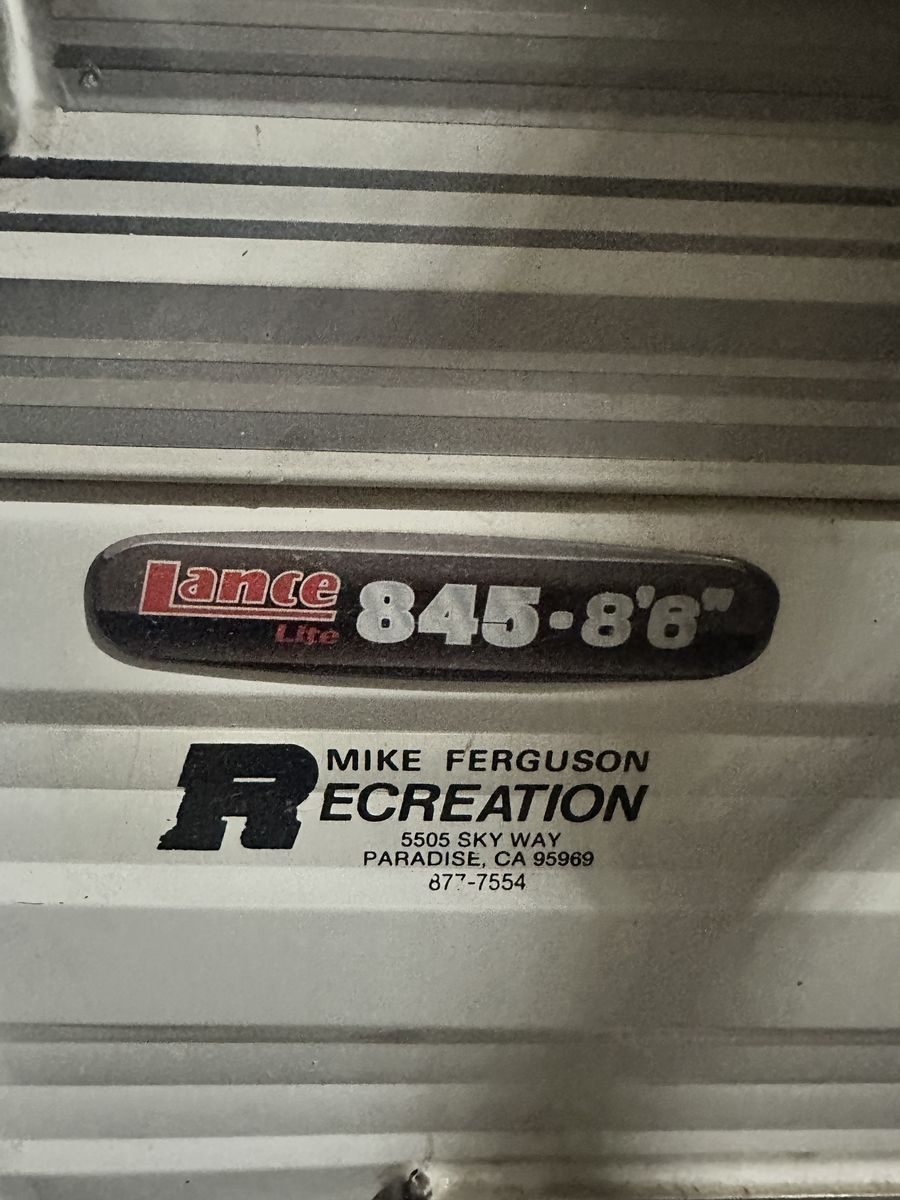 Lance
Lite
845-8'6"
MIKE FERGUSON
RECREATION
5505 SKY WAY
PARADISE, CA 95969
877-7554